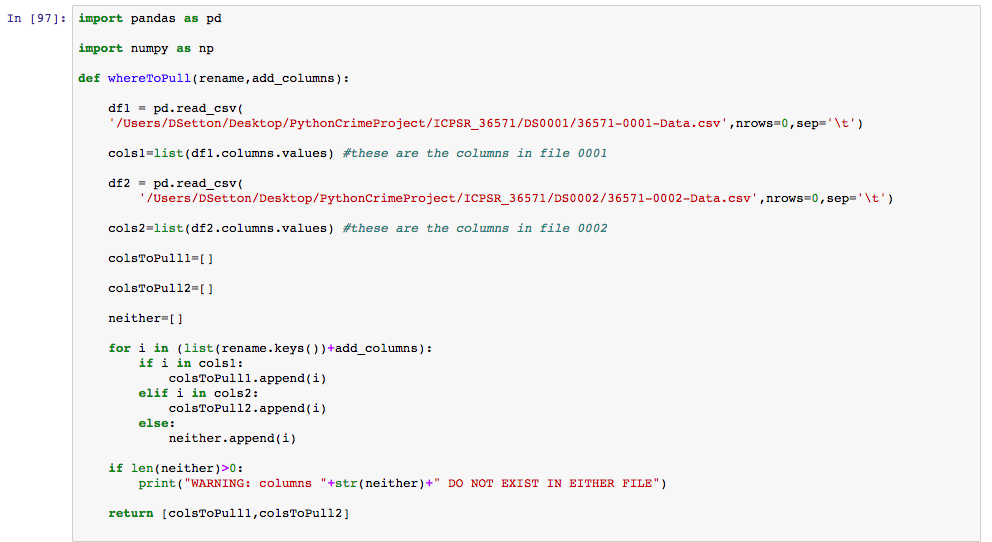 In [97]: import pandas as pd
import numpy as np
def whereToPull(rename,add_columns):
    df1 = pd.read_csv(
    '/Users/DSetton/Desktop/PythonCrimeProject/ICPSR_36571/DS0001/36571-0001-Data.csv',nrows=0,sep='\t')
    cols1=list(df1.columns.values) #these are the columns in file 0001
    df2 = pd.read_csv(
        '/Users/DSetton/Desktop/PythonCrimeProject/ICPSR_36571/DS0002/36571-0002-Data.csv',nrows=0,sep='\t')
    cols2=list(df2.columns.values) #these are the columns in file 0002
    colsToPull1=[]
    colsToPull2=[]
    neither=[]
    for i in (list(rename.keys())+add_columns):
        if i in cols1:
            colsToPull1.append(i)
        elif i in cols2:
            colsToPull2.append(i)
        else:
            neither.append(i)
    if len(neither)>0:
        print("WARNING: columns "+str(neither)+" DO NOT EXIST IN EITHER FILE")
    return [colsToPull1,colsToPull2]